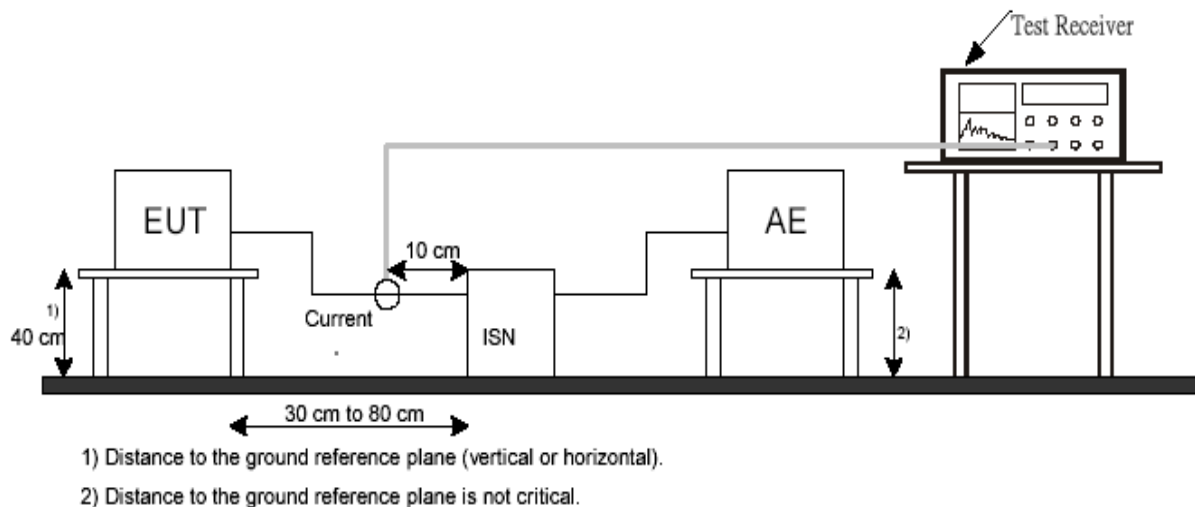 Test Receiver
EUT
AE
10 cm
1)
40 cm
Current
ISN
2)
30 cm to 80 cm
1) Distance to the ground reference plane (vertical or horizontal).
2) Distance to the ground reference plane is not critical.